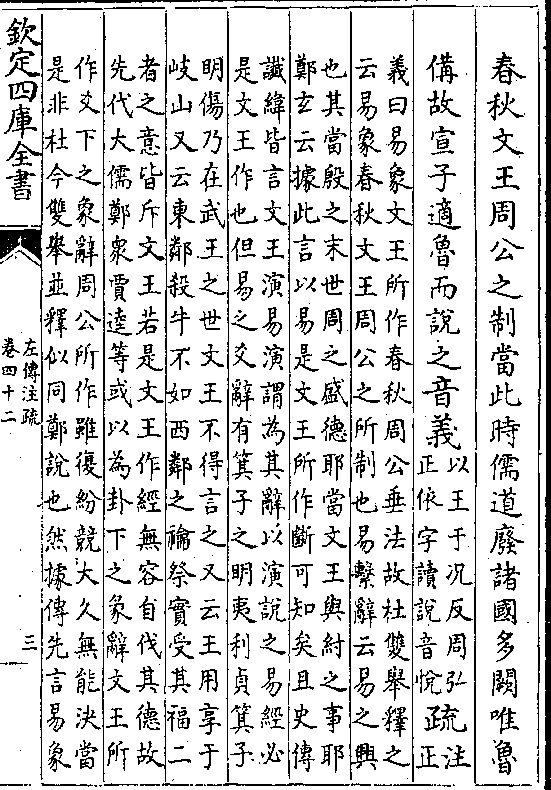 春秋文王周公之制當此時儒道廢諸國多闕唯魯
備故宣子適魯而說之音義
以王于况反周弘
正依字讀說音悅
疏
注
正
義曰易象文王所作春秋周公垂法故杜雙舉釋之
云易象春秋文王周公之所制也易繫辭云易之興
也其當殷之末世周之盛德耶當文王與紂之事耶
鄭玄云據此言以易是文王所作斷可知矣且史傳
讖緯皆言文王演易演謂為其辭以演說之易經必
是文王作也但易之爻辭有箕子之明夷利貞箕子
明傷乃在武王之世文王不得言之又云王用享于
岐山又云東鄰殺牛不如西鄰之禴祭實受其福二
者之意皆斥文王若是文王作經無容自代其德故
先代大儒鄭衆賈逵等或以為卦下之彖辭文王所
作爻下之象辭周公所作雖復紛競大久無能決當
是非杜今雙舉並釋似同鄭說也然據傳先言易象
欽定四庫全書
左傳注疏
卷四十二
三